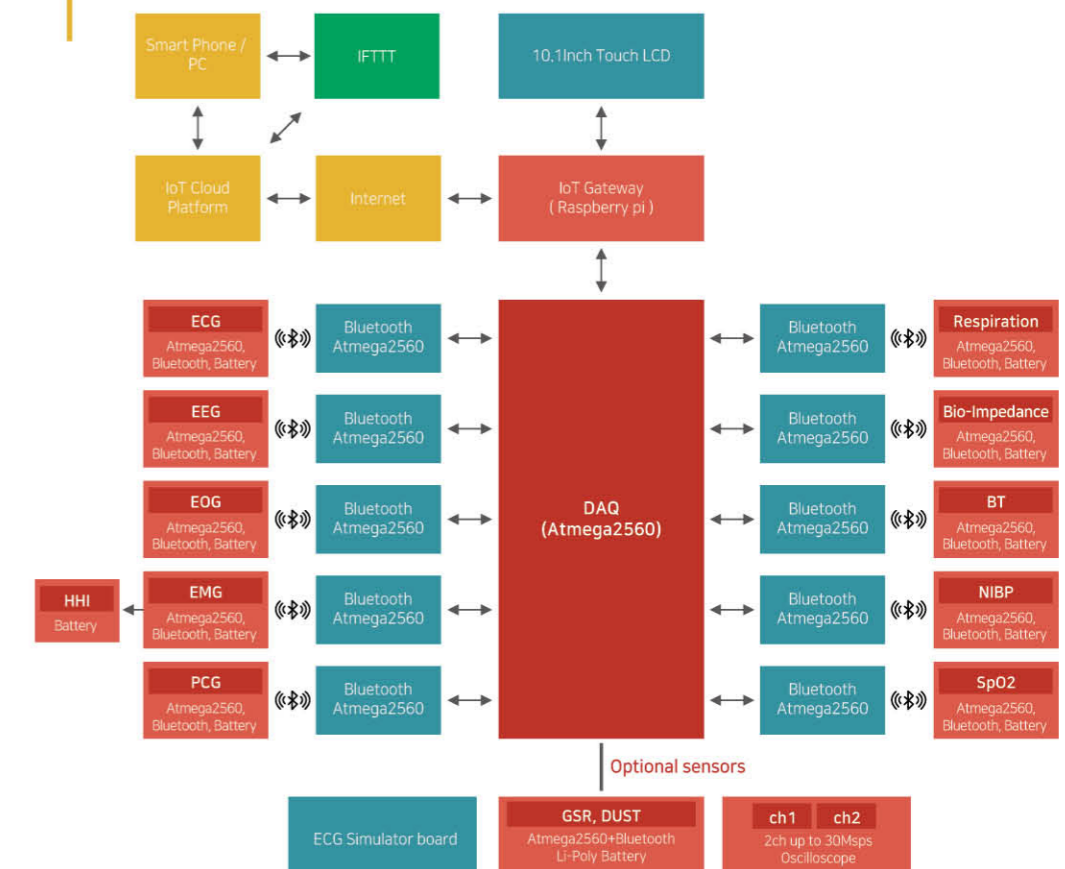 Smart Phone /
PC
IFTTT
10.1Inch Touch LCD
IoT Cloud
Platform
Internet
IoT Gateway
( Raspberry pi )
ECG
Atmega2560,
Bluetooth, Battery
Bluetooth
Atmega2560
EEG
Atmega2560,
Bluetooth, Battery
Bluetooth
Atmega2560
EOG
Atmega2560,
Bluetooth, Battery
Bluetooth
Atmega2560
HHI
Battery
EMG
Atmega2560,
Bluetooth, Battery
Bluetooth
Atmega2560
PCG
Atmega2560,
Bluetooth, Battery
Bluetooth
Atmega2560
DAQ
(Atmega2560)
Bluetooth
Atmega2560
Respiration
Atmega2560,
Bluetooth, Battery
Bluetooth
Atmega2560
Bio-Impedance
Atmega2560,
Bluetooth, Battery
Bluetooth
Atmega2560
BT
Atmega2560,
Bluetooth, Battery
Bluetooth
Atmega2560
NIBP
Atmega2560,
Bluetooth, Battery
Bluetooth
Atmega2560
SpO2
Atmega2560,
Bluetooth, Battery
Optional sensors
ECG Simulator board
GSR, DUST
Atmega2560+Bluetooth
Li-Poly Battery
ch1 ch2
2ch up to 30Msps
Oscilloscope